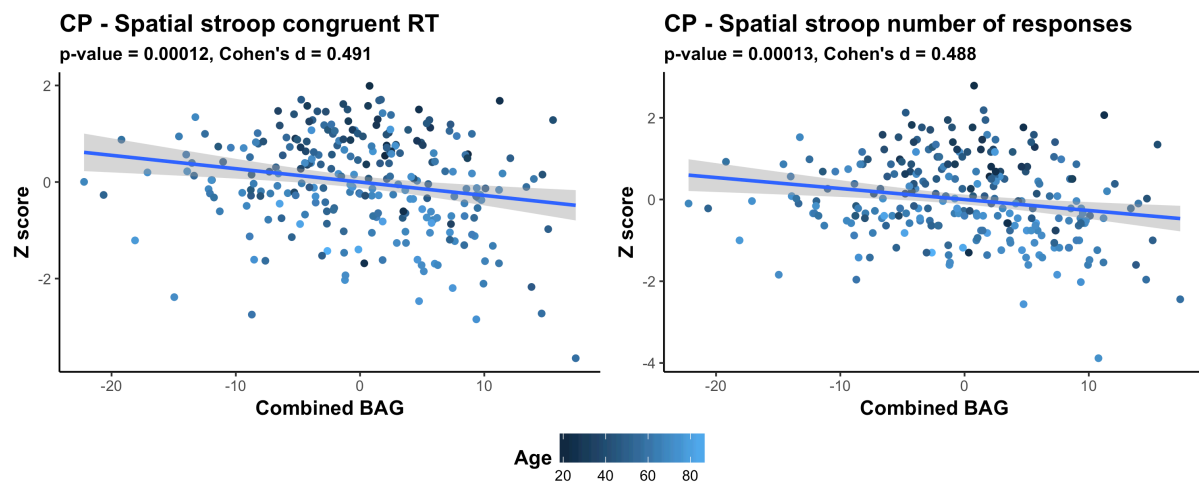 CP - Spatial stroop congruent RT
p-value = 0.00012, Cohen's d = 0.491
Z score
2
0
-2
-20
-10
0
10
Combined BAG
CP - Spatial stroop number of responses
p-value = 0.00013, Cohen's d = 0.488
Z score
2
0
-2
-4
-20
-10
0
10
Combined BAG
Age
20
40
60
80